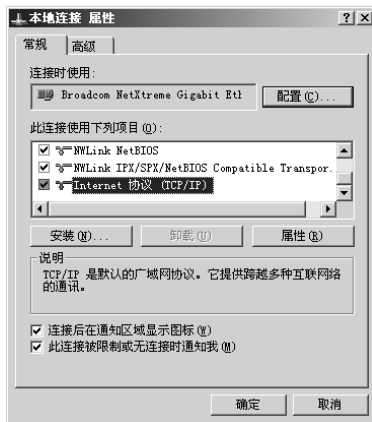 本地连接 属性
常规
高级
连接时使用:
Broadcom NetXtreme Gigabit Etl
配置(C)...
此连接使用下列项目(O):
NWLink NetBIOS
NWLink IPX/SPX/NetBIOS Compatible Transpor.
Internet 协议 (TCP/IP)
安装(N)...
卸载(U)
属性(R)
说明
TCP/IP 是默认的广域网协议。它提供跨越多种互联网络
的通讯。
连接后在通知区域显示图标(W)
此连接被限制或无连接时通知我(M)
确定
取消